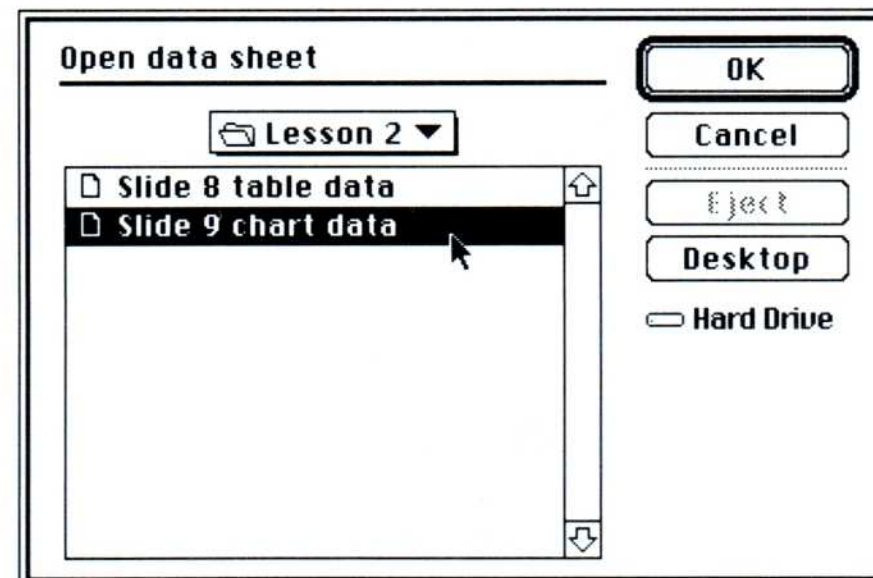 Open data sheet
Lesson 2
Slide 8 table data
Slide 9 chart data
OK
Cancel
Eject
Desktop
Hard Drive